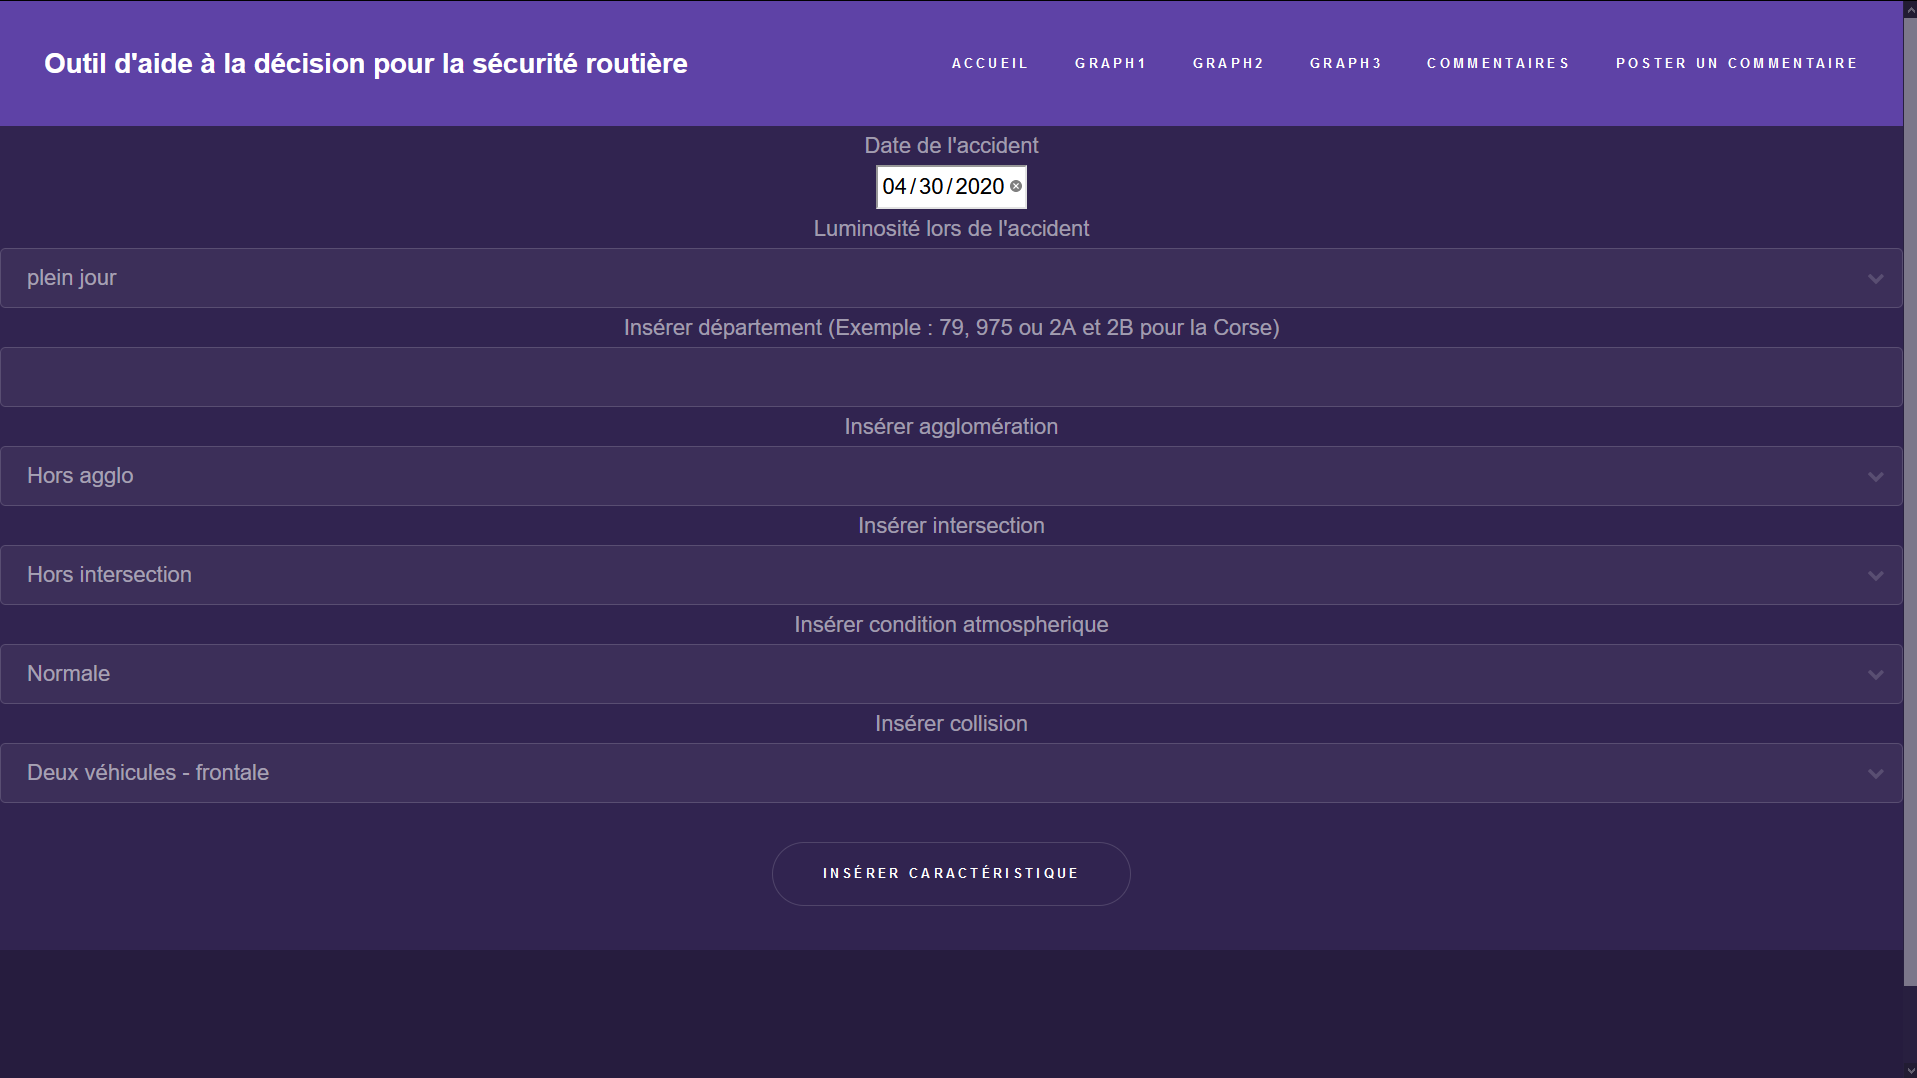 Outil d'aide à la décision pour la sécurité routière
ACCUEIL GRAPH1 GRAPH2 GRAPH3 COMMENTAIRES POSTER UN COMMENTAIRE
Date de l'accident
04/30/2020
Luminosité lors de l'accident
plein jour
Insérer département (Exemple : 79, 975 ou 2A et 2B pour la Corse)
Insérer agglomération
Hors agglo
Insérer intersection
Hors intersection
Insérer condition atmospherique
Normale
Insérer collision
Deux véhicules - frontale
INSÉRER CARACTÉRISTIQUE